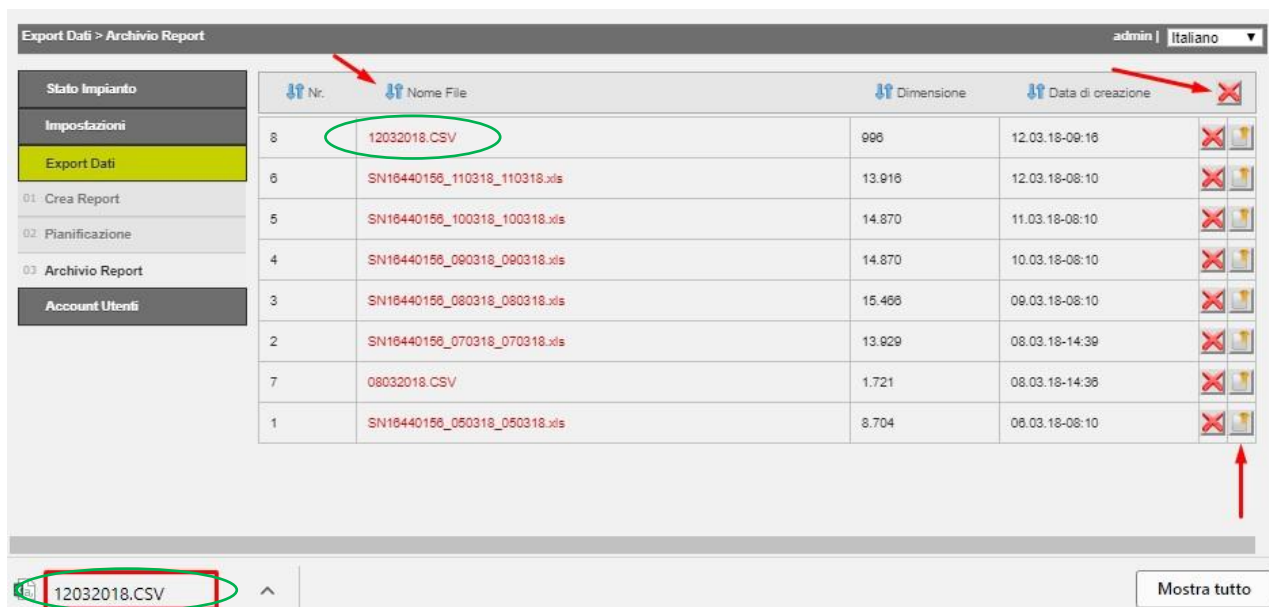 Export Dati > Archivio Report
admin | Italiano
Stato Impianto
Impostazioni
Export Dati
01 Crea Report
02 Pianificazione
03 Archivio Report
Account Utenti
Nr. Nome File Dimensione Data di creazione
8 12032018.CSV 996 12.03.18-09:16
6 SN16440156_110318_110318.xls 13.916 12.03.18-08:10
5 SN16440156_100318_100318.xls 14.870 11.03.18-08:10
4 SN16440156_090318_090318.xls 14.870 10.03.18-08:10
3 SN16440156_080318_080318.xls 15.466 09.03.18-08:10
2 SN16440156_070318_070318.xls 13.929 08.03.18-14:39
7 08032018.CSV 1.721 08.03.18-14:36
1 SN16440156_050318_050318.xls 8.704 06.03.18-08:10
12032018.CSV
Mostra tutto